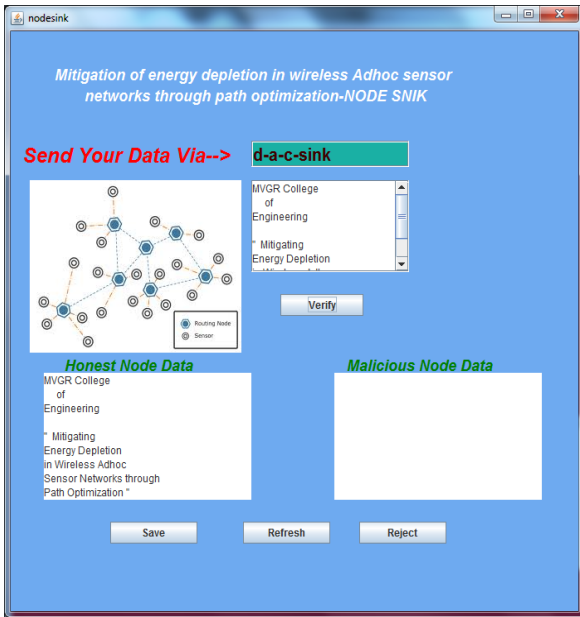 nodesink
Mitigation of energy depletion in wireless Adhoc sensor
networks through path optimization-NODE SNIK
Send Your Data Via-->
d-a-c-sink
MVGR College
of
Engineering
" Mitigating
Energy Depletion
Routing Node
Sensor
Verify
Honest Node Data
Malicious Node Data
MVGR College
of
Engineering
" Mitigating
Energy Depletion
in Wireless Adhoc
Sensor Networks through
Path Optimization "
Save
Refresh
Reject